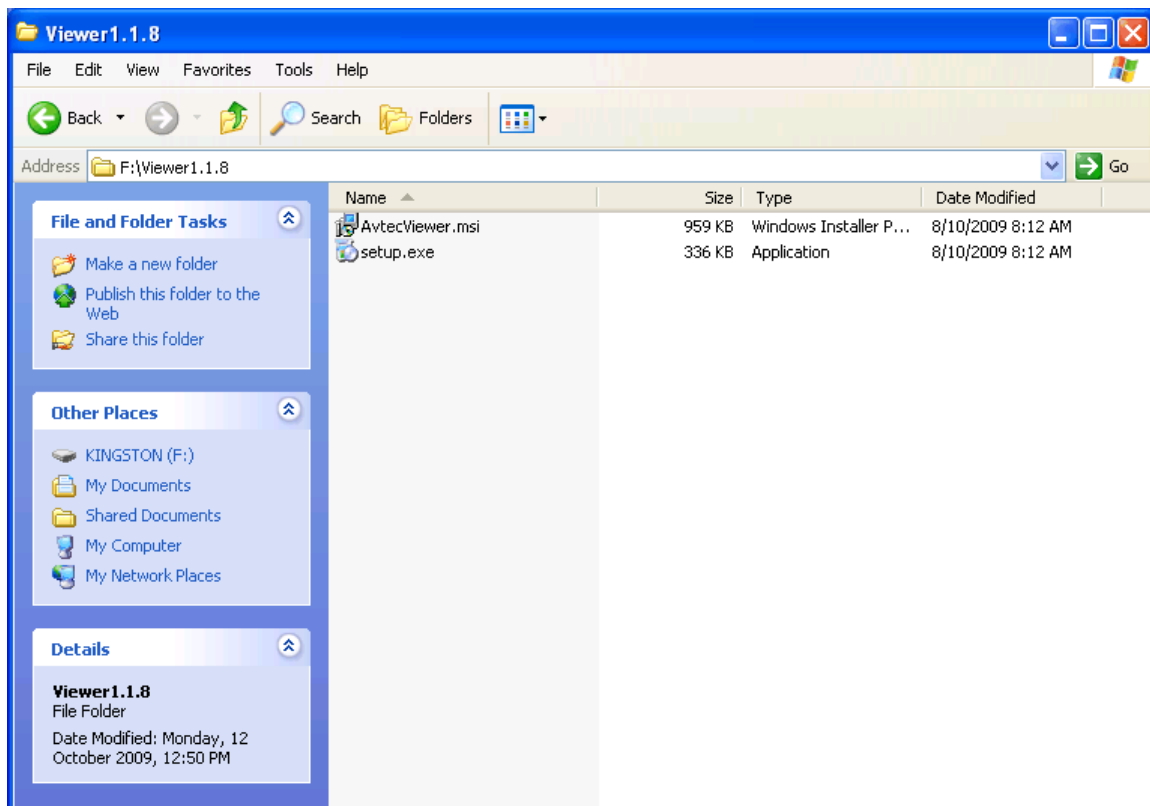 Viewer1.1.8
File Edit View Favorites Tools Help
Back Search Folders
Address F:\Viewer1.1.8 Go
Name Size Type Date Modified
AvtecViewer.msi 959 KB Windows Installer P... 8/10/2009 8:12 AM
setup.exe 336 KB Application 8/10/2009 8:12 AM
File and Folder Tasks
Make a new folder
Publish this folder to the
Web
Share this folder
Other Places
KINGSTON (F:)
My Documents
Shared Documents
My Computer
My Network Places
Details
Viewer1.1.8
File Folder
Date Modified: Monday, 12
October 2009, 12:50 PM